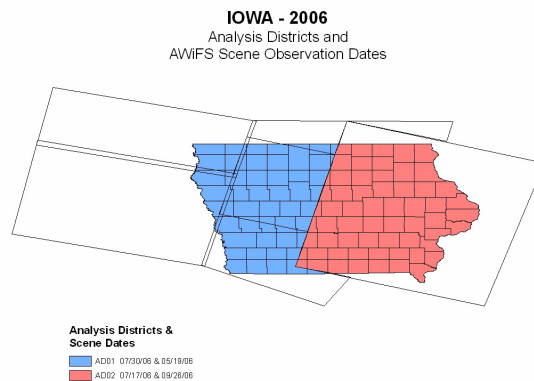 IOWA - 2006
Analysis Districts and
AWiFS Scene Observation Dates
Analysis Districts &
Scene Dates
AD01 07/30/06 & 05/19/06
AD02 07/17/06 & 09/26/06